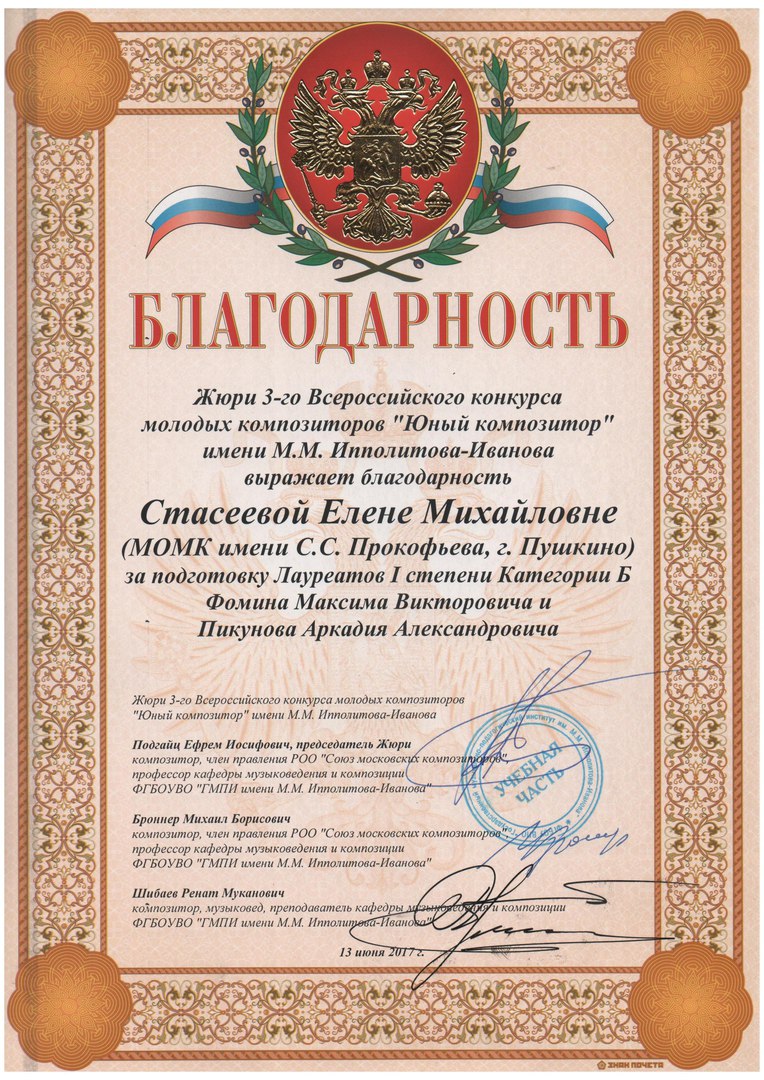 БЛАГОДАРНОСТЬ
Жюри 3-го Всероссийского конкурса
молодых композиторов "Юный композитор"
имени М.М. Ипполитова-Иванова
выражает благодарность
Стасеевой Елене Михайловне
(МОМК имени С.С. Прокофьева, г. Пушкино)
за подготовку Лауреатов I степени Категории Б
Фомина Максима Викторовича и
Пикунова Аркадия Александровича
Жюри 3-го Всероссийского конкурса молодых композиторов
"Юный композитор" имени М.М. Ипполитова-Иванова
Подгайц Ефрем Иосифович, председатель Жюри
композитор, член правления РОО "Союз московских композиторов",
профессор кафедры музыковедения и композиции
ФГБОУВО "ГМПИ имени М.М. Ипполитова-Иванова"
УЧЕБНАЯ
ЧАСТЬ
Броннер Михаил Борисович
композитор, член правления РОО "Союз московских композиторов",
профессор кафедры музыковедения и композиции
ФГБОУВО "ГМПИ имени М.М. Ипполитова-Иванова"
Шибаев Ренат Муканович
композитор, музыковед, преподаватель кафедры музыковедения и композиции
ФГБОУВО "ГМПИ имени М.М. Ипполитова-Иванова"
13 июня 2017 г.
ЗНАК ПОЧЕТА